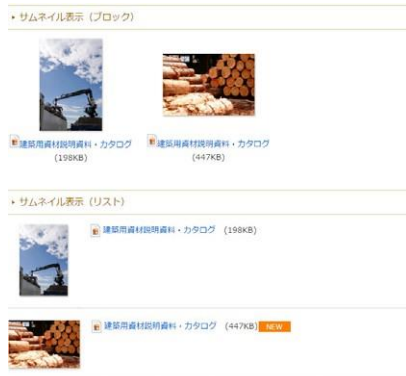 サムネイル表示（ブロック）
建築用資材説明資料・カタログ
(198KB)
建築用資材説明資料・カタログ
(447KB)
サムネイル表示（リスト）
建築用資材説明資料・カタログ (198KB)
建築用資材説明資料・カタログ (447KB) NEW